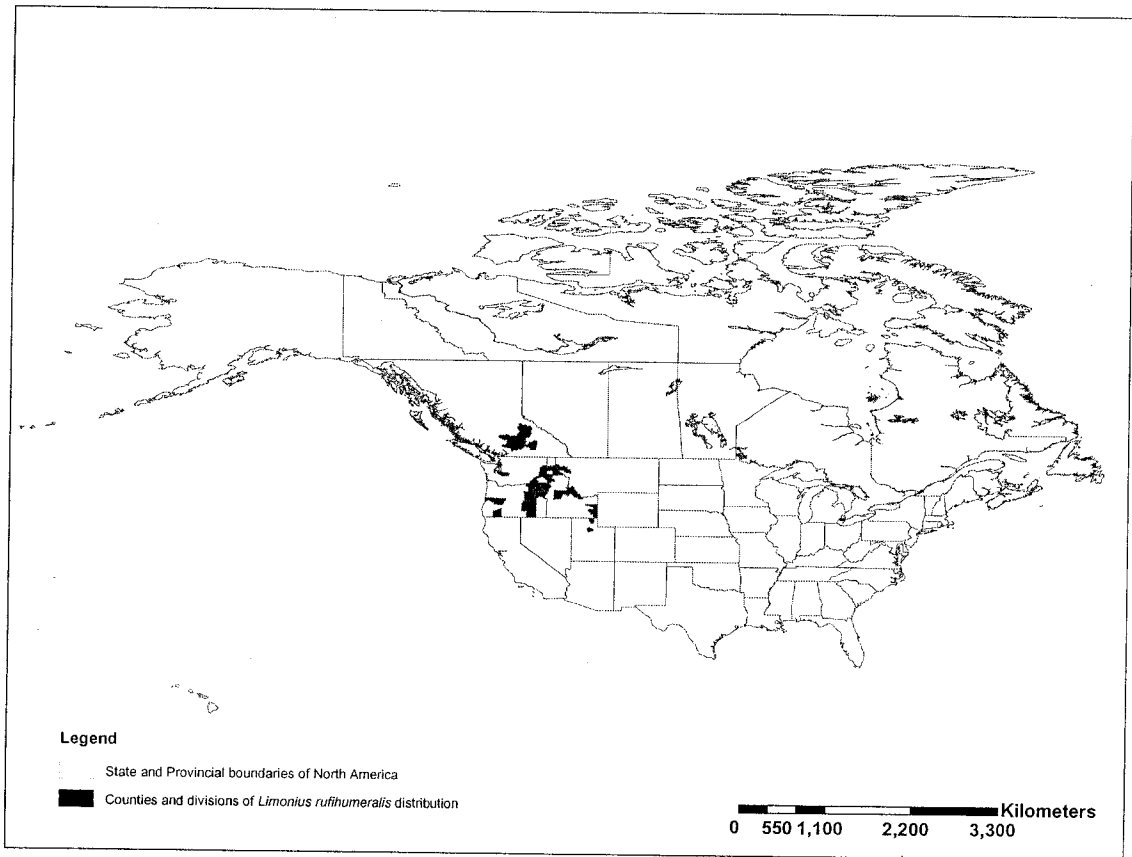 Legend
State and Provincial boundaries of North America
Counties and divisions of Limonius rufihumeralis distribution
Kilometers
0 550 1,100 2,200 3,300